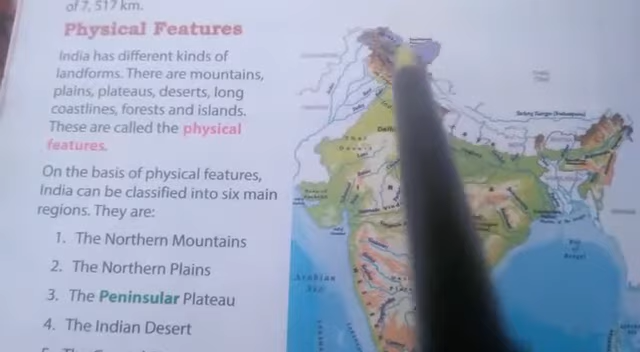 of 7, 517 km.
Physical Features
India has different kinds of
landforms. There are mountains,
plains, plateaus, deserts, long
coastlines, forests and islands.
These are called the physical
features.
On the basis of physical features,
India can be classified into six main
regions. They are:
1. The Northern Mountains
2. The Northern Plains
3. The Peninsular Plateau
4. The Indian Desert
Delhi
Arabian
Sea
Bay
of
Bengal